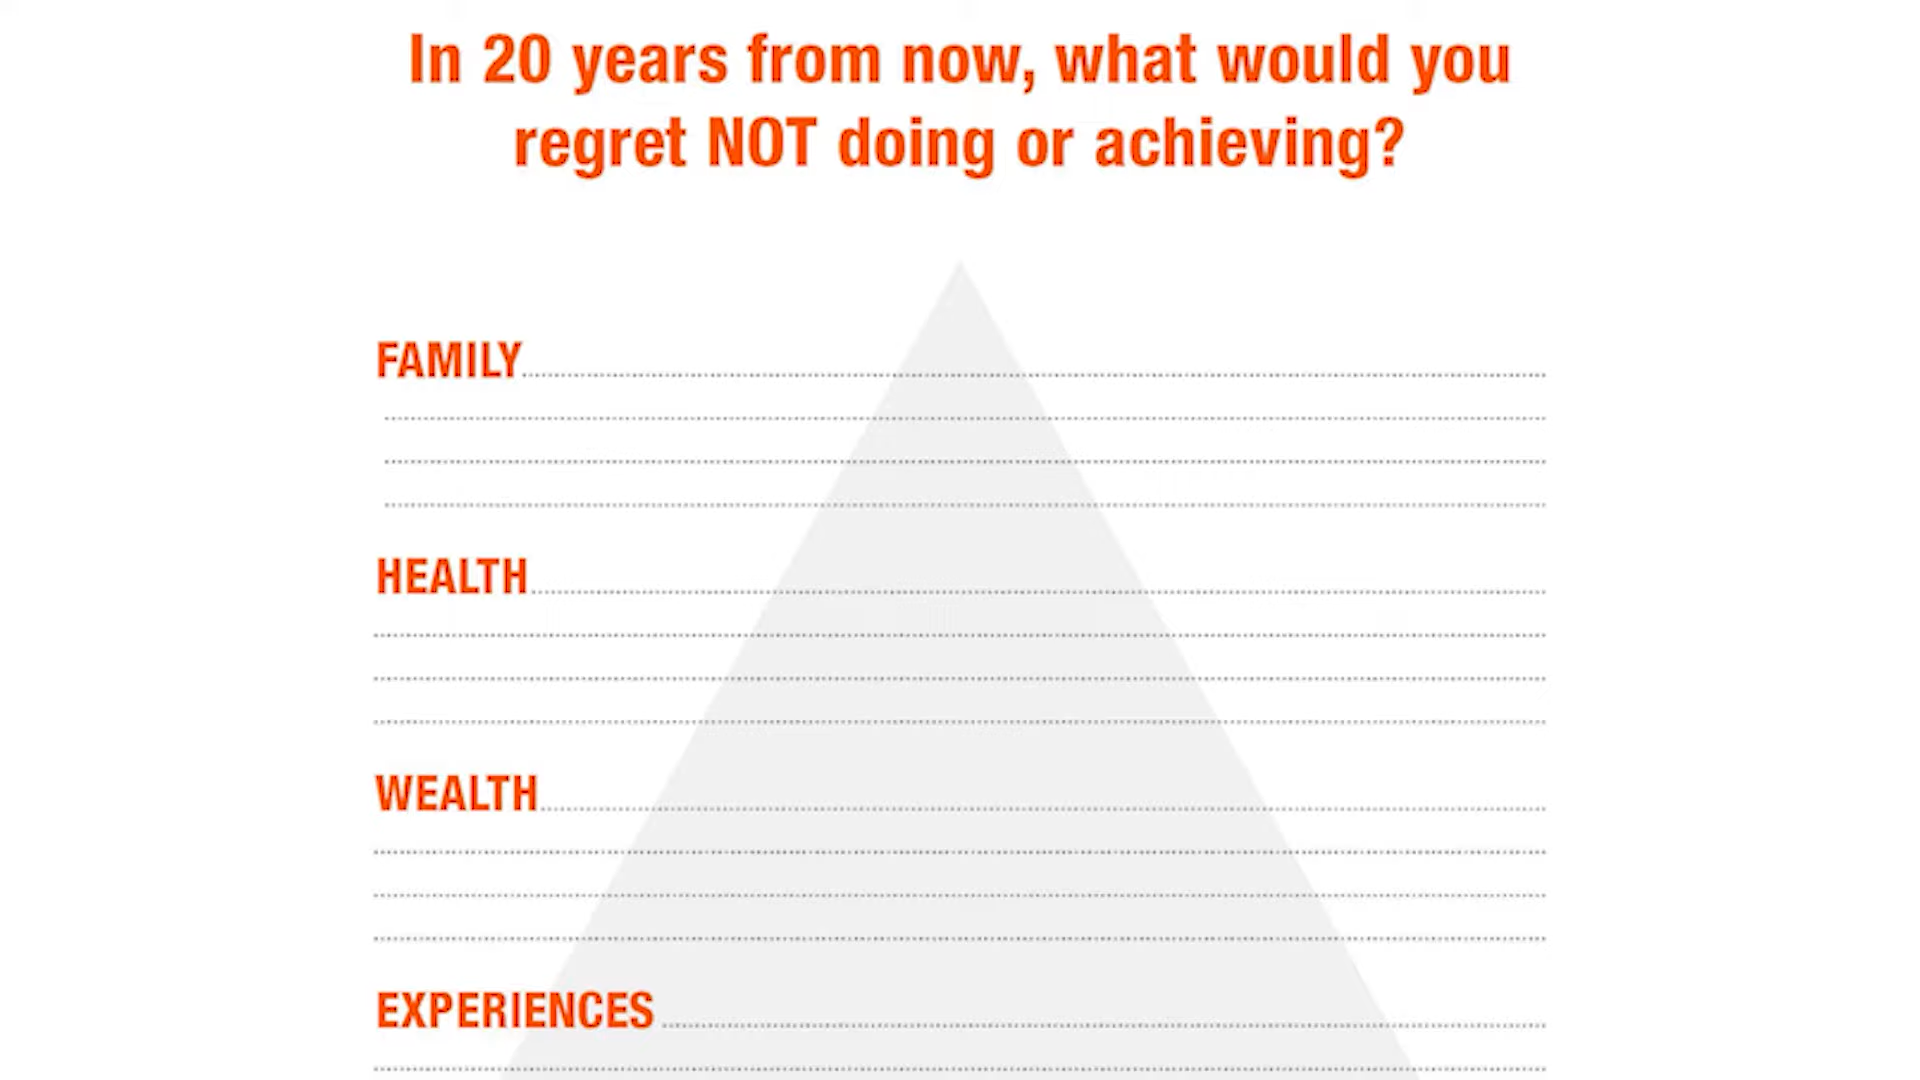 In 20 years from now, what would you
regret NOT doing or achieving?
FAMILY
HEALTH
WEALTH
EXPERIENCES